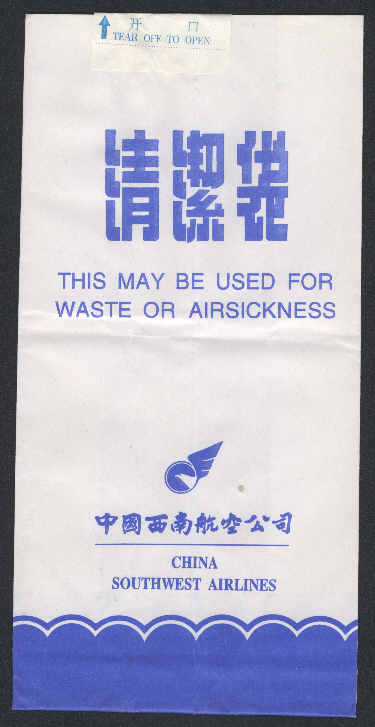 开 口
TEAR OFF TO OPEN
清潔袋
THIS MAY BE USED FOR
WASTE OR AIRSICKNESS
中國西南航空公司
CHINA
SOUTHWEST AIRLINES